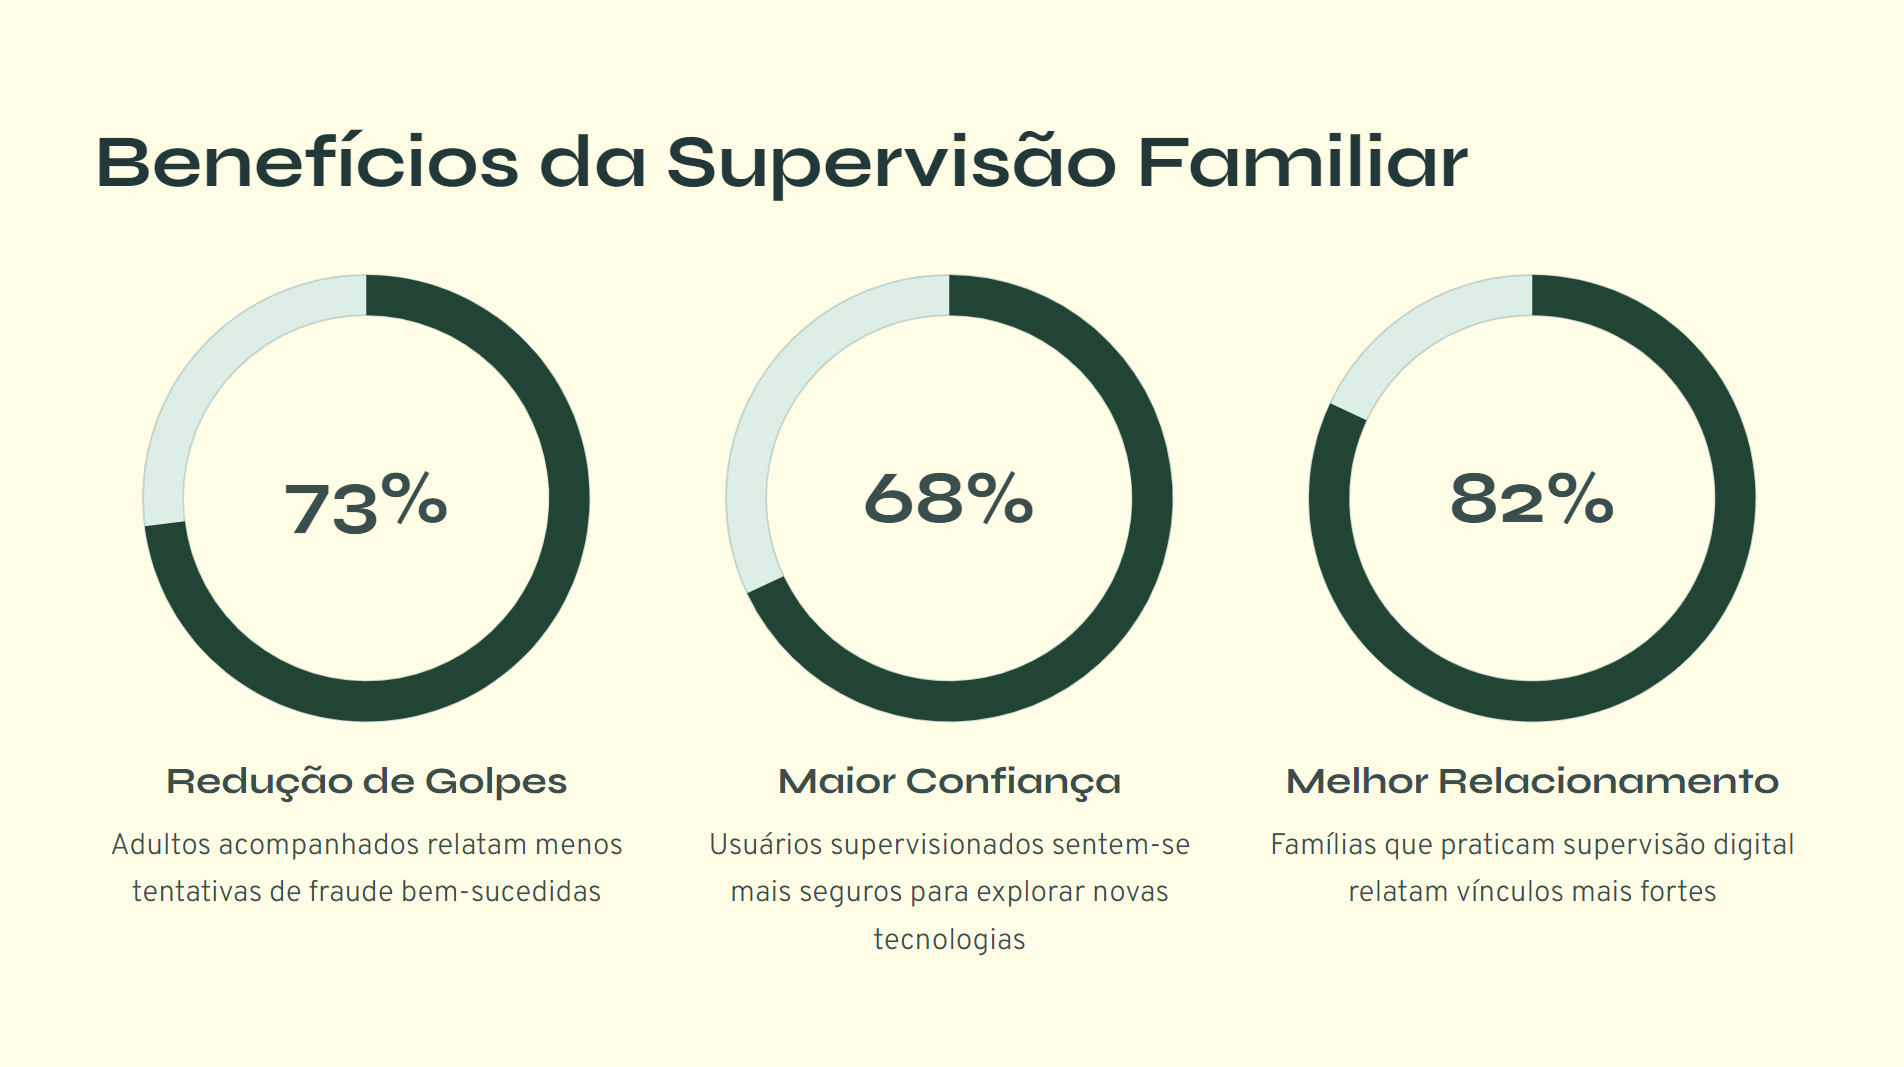 Benefícios da Supervisão Familiar
73%
68%
82%
Redução de Golpes
Adultos acompanhados relatam menos
tentativas de fraude bem-sucedidas
Maior Confiança
Usuários supervisionados sentem-se
mais seguros para explorar novas
tecnologias
Melhor Relacionamento
Famílias que praticam supervisão digital
relatam vínculos mais fortes